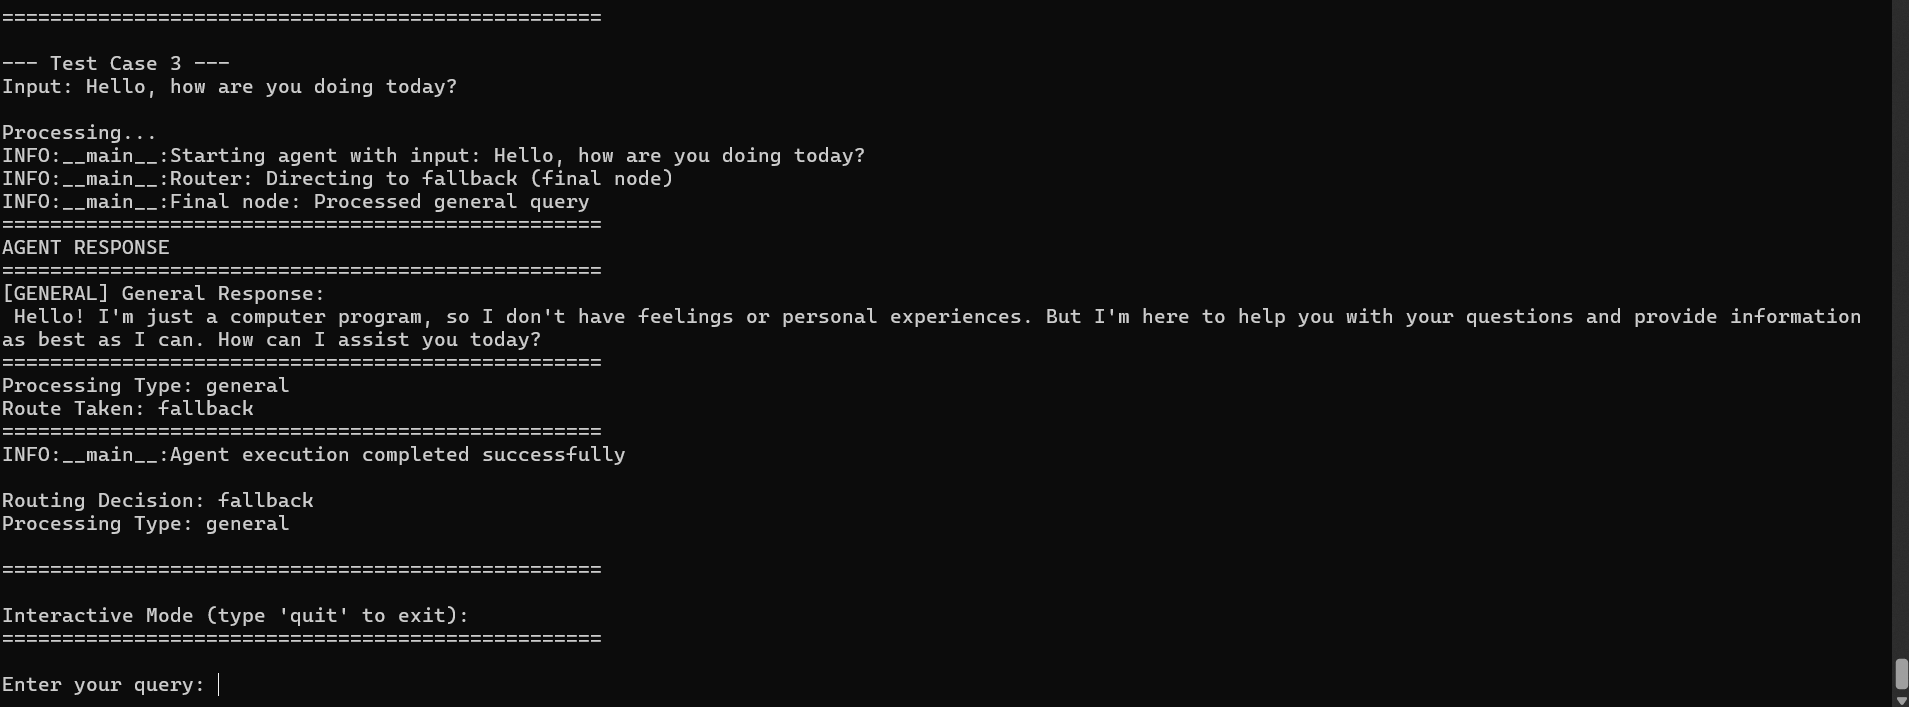 ==================================================
--- Test Case 3 ---
Input: Hello, how are you doing today?
Processing...
INFO:__main__:Starting agent with input: Hello, how are you doing today?
INFO:__main__:Router: Directing to fallback (final node)
INFO:__main__:Final node: Processed general query
==================================================
AGENT RESPONSE
==================================================
[GENERAL] General Response:
 Hello! I'm just a computer program, so I don't have feelings or personal experiences. But I'm here to help you with your questions and provide information
as best as I can. How can I assist you today?
==================================================
Processing Type: general
Route Taken: fallback
==================================================
INFO:__main__:Agent execution completed successfully
Routing Decision: fallback
Processing Type: general
==================================================
Interactive Mode (type 'quit' to exit):
==================================================
Enter your query: